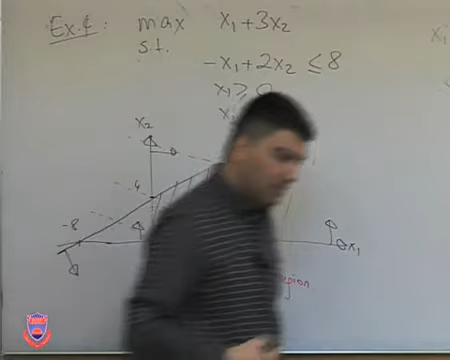 Ex.4: max x₁+3x₂
s.t.
-x₁+2x₂ ≤ 8
x₁ ≥ 0
x₂
4
-8
x₁